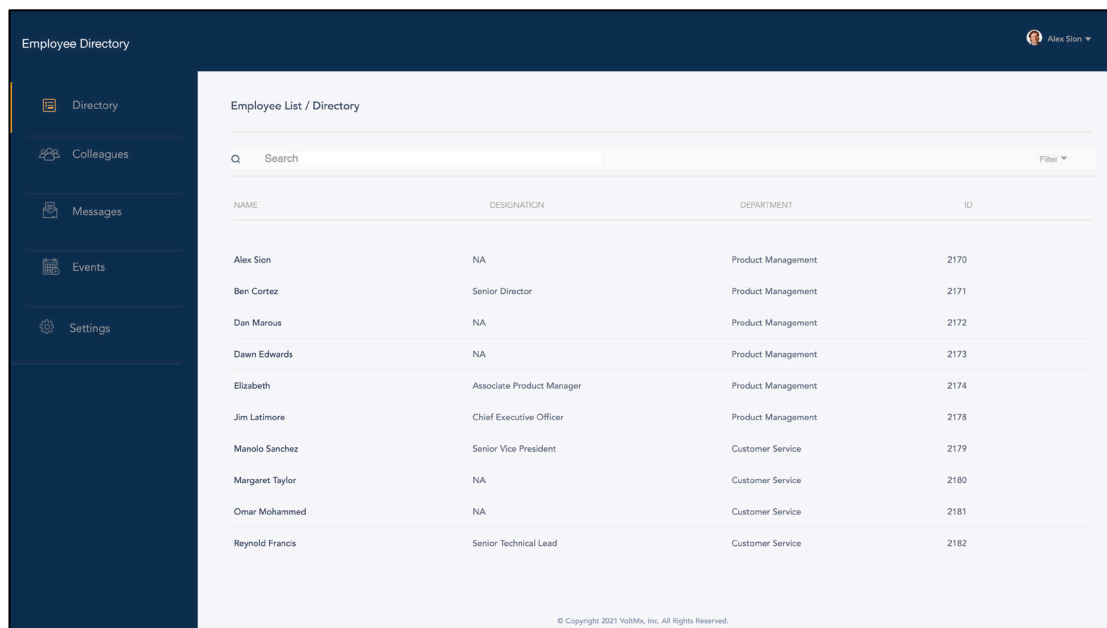 Employee Directory
Alex Sion
Directory
Colleagues
Messages
Events
Settings
Employee List / Directory
Search
Filter
NAME DESIGNATION DEPARTMENT ID
Alex Sion NA Product Management 2170
Ben Cortez Senior Director Product Management 2171
Dan Marous NA Product Management 2172
Dawn Edwards NA Product Management 2173
Elizabeth Associate Product Manager Product Management 2174
Jim Latimore Chief Executive Officer Product Management 2178
Manolo Sanchez Senior Vice President Customer Service 2179
Margaret Taylor NA Customer Service 2180
Omar Mohammed NA Customer Service 2181
Reynold Francis Senior Technical Lead Customer Service 2182
© Copyright 2021 VoltMx, Inc. All Rights Reserved.